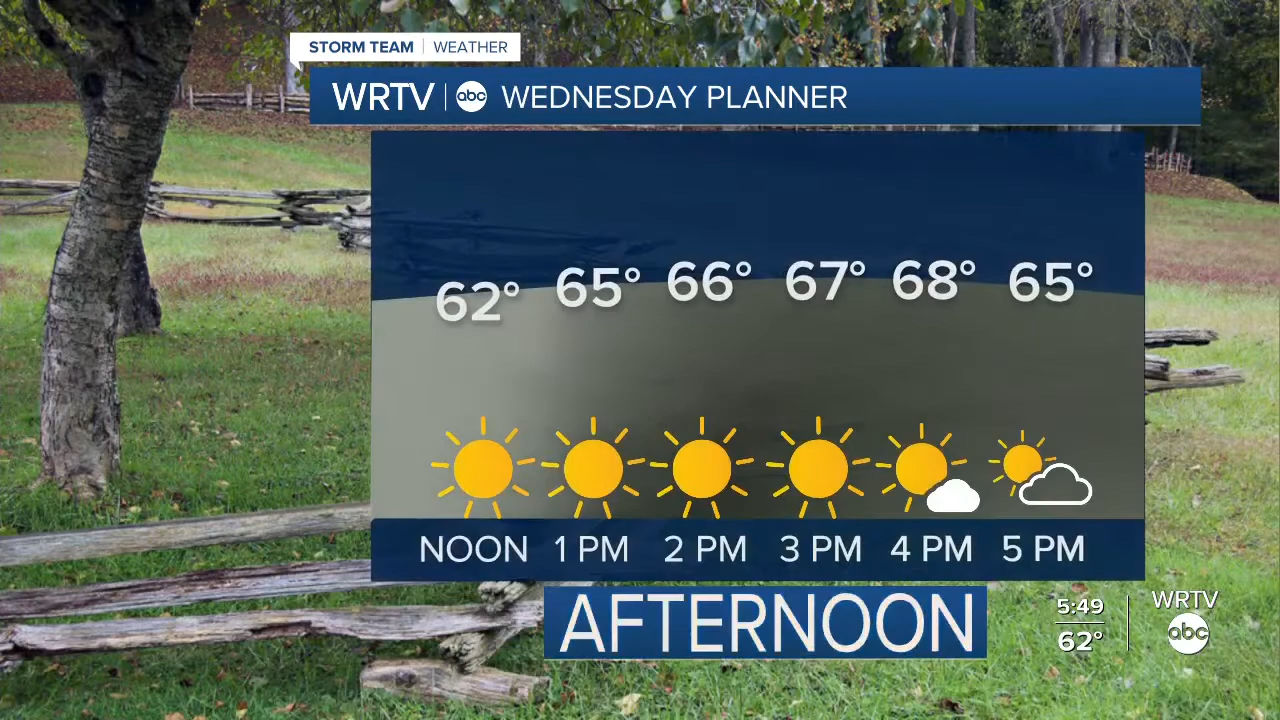 STORM TEAM | WEATHER
WRTV | abc WEDNESDAY PLANNER
62° 65° 66° 67° 68° 65°
NOON 1 PM 2 PM 3 PM 4 PM 5 PM
AFTERNOON
5:49
62°
WRTV
abc